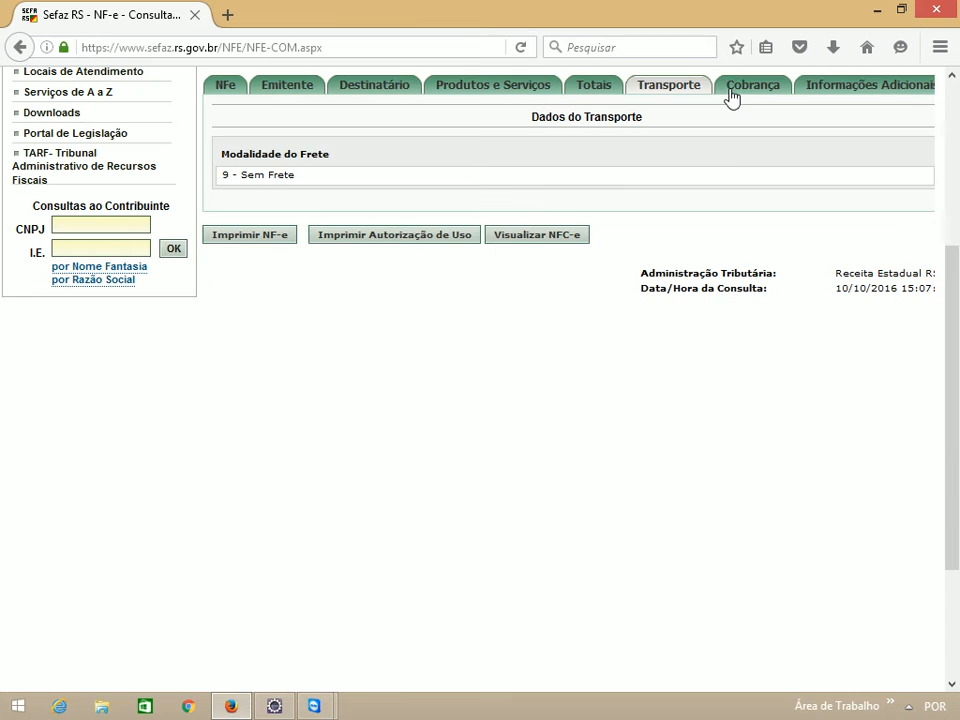 SEFA RS
Sefaz RS - NF-e - Consulta...
https://www.sefaz.rs.gov.br/NFE/NFE-COM.aspx
Pesquisar
Locais de Atendimento
Serviços de A a Z
Downloads
Portal de Legislação
TARF- Tribunal
Administrativo de Recursos
Fiscais
Consultas ao Contribuinte
CNPJ
I.E.
OK
por Nome Fantasia
por Razão Social
NFe
Emitente
Destinatário
Produtos e Serviços
Totais
Transporte
Cobrança
Informações Adicionais
Dados do Transporte
Modalidade do Frete
9 - Sem Frete
Imprimir NF-e
Imprimir Autorização de Uso
Visualizar NFC-e
Administração Tributária:
Receita Estadual RS
Data/Hora da Consulta:
10/10/2016 15:07:
Área de Trabalho
POR